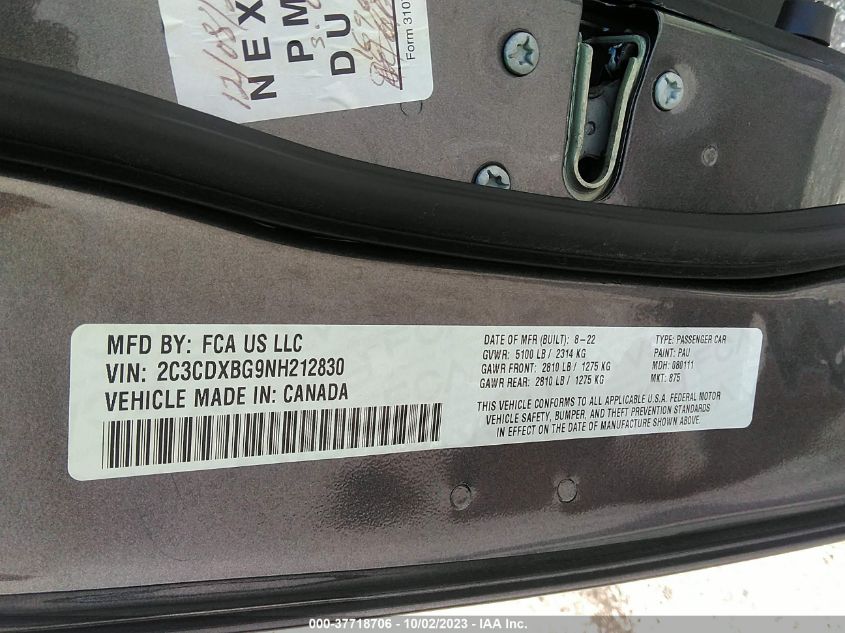 12/03/
NEX
PM
DU
Form 310
MFD BY: FCA US LLC
VIN: 2C3CDXBG9NH212830
VEHICLE MADE IN: CANADA
DATE OF MFR (BUILT): 8-22
GVWR: 5100 LB / 2314 KG
GAWR FRONT: 2810 LB / 1275 KG
GAWR REAR: 2810 LB / 1275 KG
TYPE: PASSENGER CAR
PAINT: PAU
MDH: 080111
MKT: 875
THIS VEHICLE CONFORMS TO ALL APPLICABLE U.S.A. FEDERAL MOTOR
VEHICLE SAFETY, BUMPER, AND THEFT PREVENTION STANDARDS
IN EFFECT ON THE DATE OF MANUFACTURE SHOWN ABOVE.
000-37718706 - 10/02/2023 - IAA Inc.